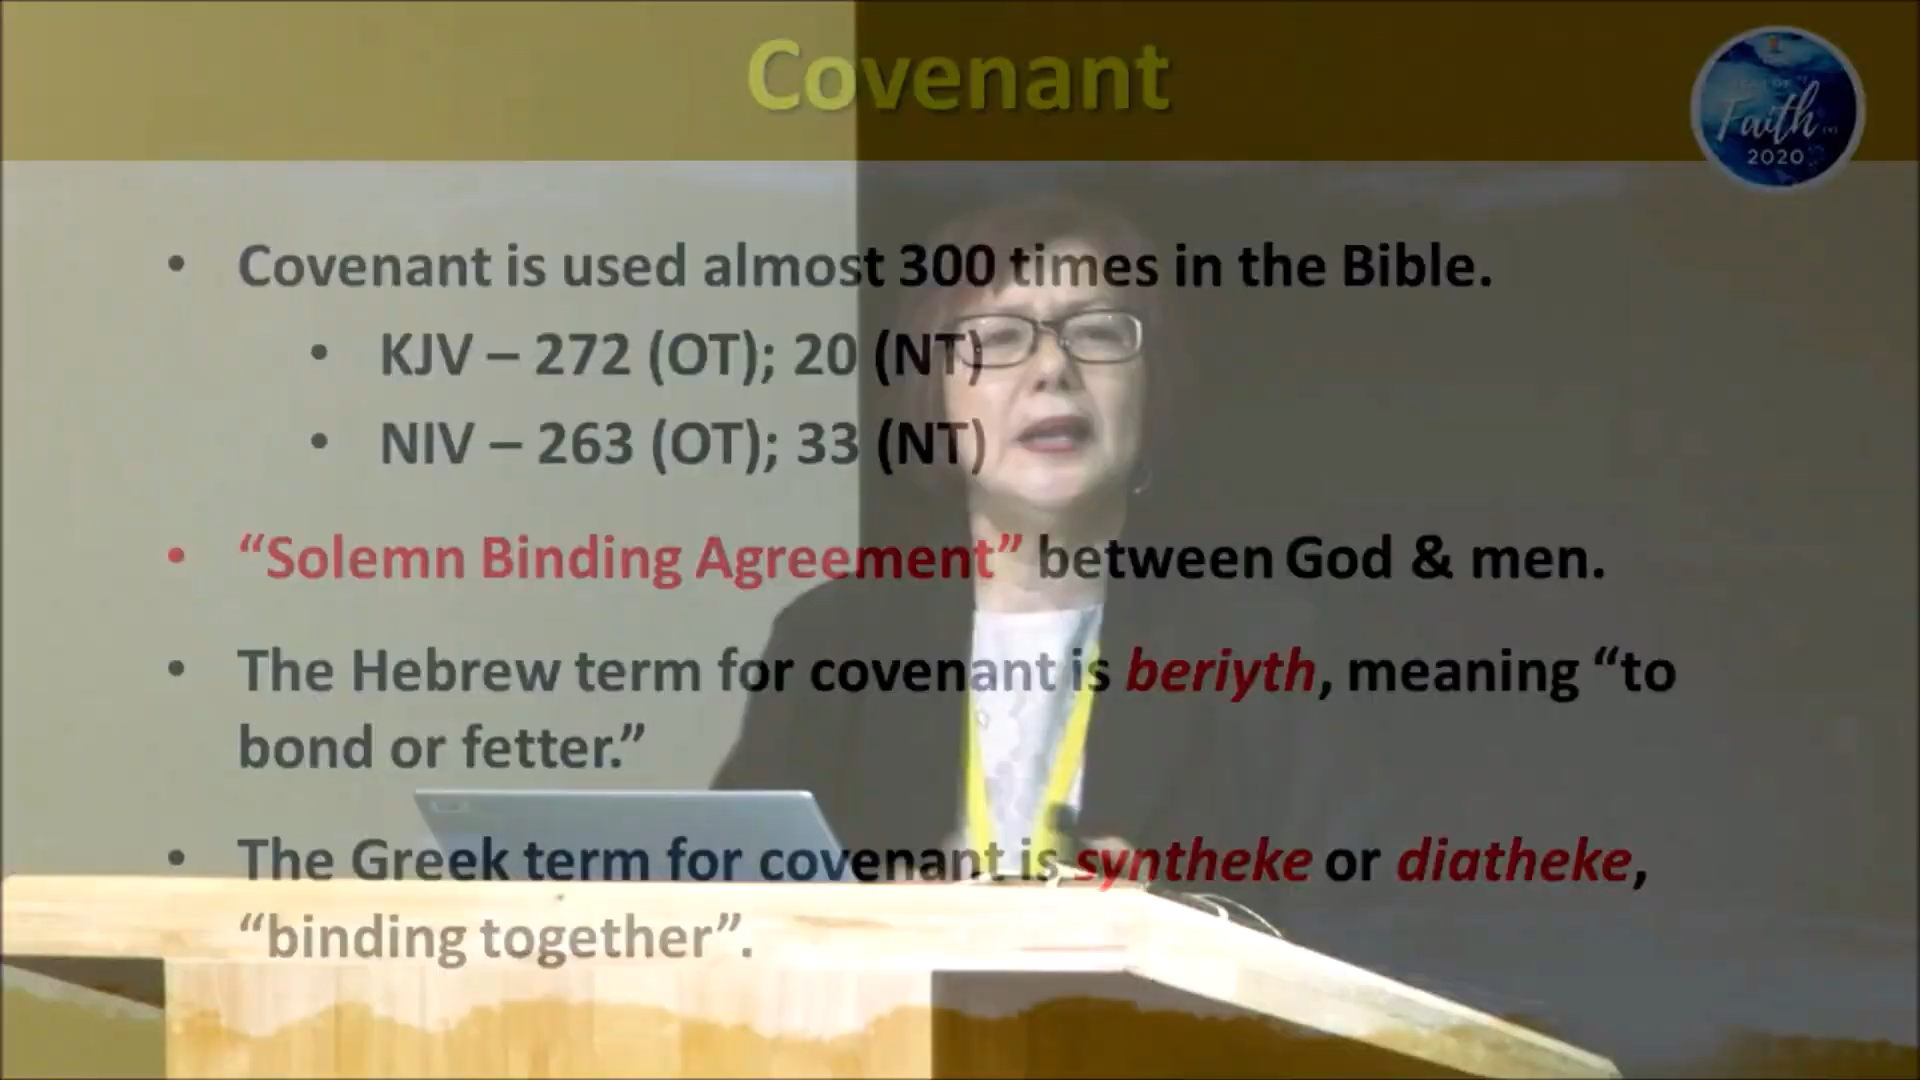 Covenant
Faith
2020
• Covenant is used almost 300 times in the Bible.
• KJV – 272 (OT); 20 (NT)
• NIV – 263 (OT); 33 (NT)
• “Solemn Binding Agreement” between God & men.
• The Hebrew term for covenant is beriyth, meaning “to
bond or fetter.”
• The Greek term for covenant is syntheke or diatheke,
“binding together”.